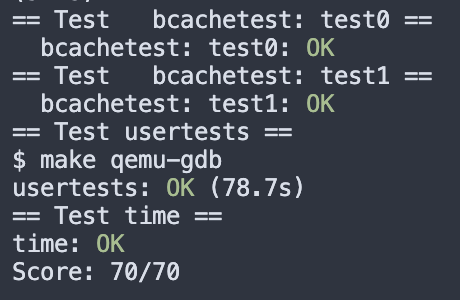 == Test   bcachetest: test0 ==
  bcachetest: test0: OK
== Test   bcachetest: test1 ==
  bcachetest: test1: OK
== Test usertests ==
$ make qemu-gdb
usertests: OK (78.7s)
== Test time ==
time: OK
Score: 70/70